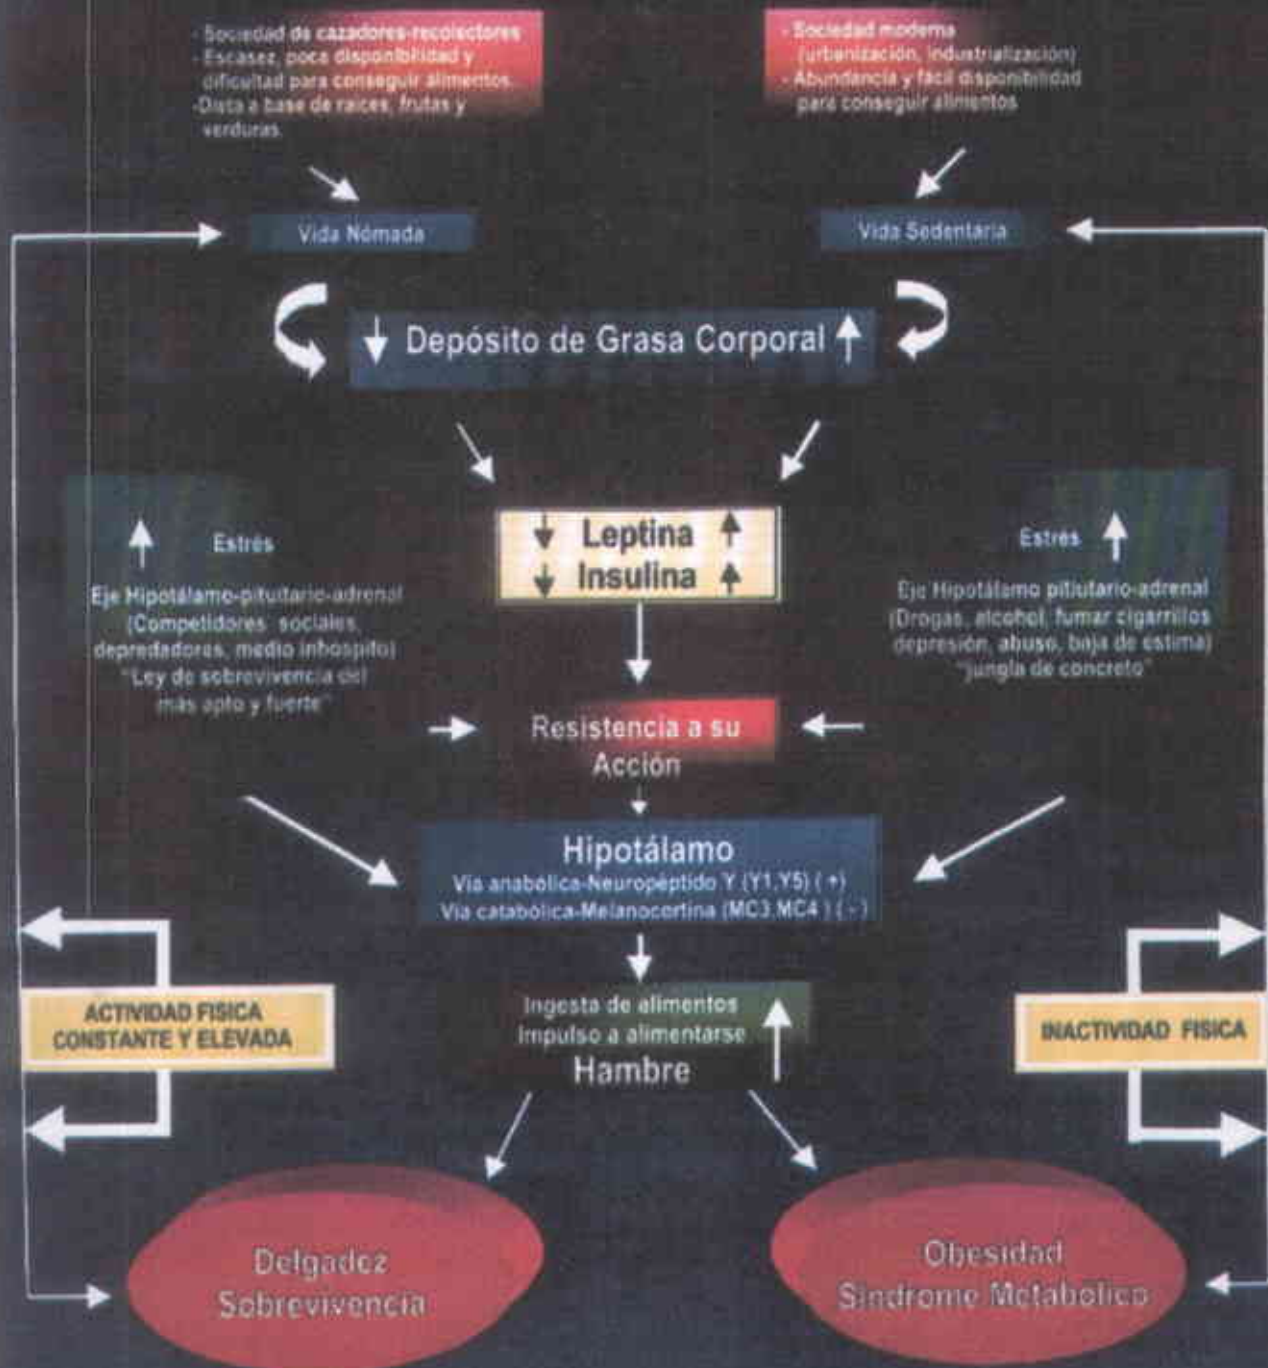 - Sociedad de cazadores-recolectores
- Escasez, poca disponibilidad y
dificultad para conseguir alimentos.
-Dista a base de raíces, frutas y
verduras.
- Sociedad moderna
(urbanización, industrialización)
- Abundancia y fácil disponibilidad
para conseguir alimentos
Vida Nómada
Vida Sedentaria
↓ Depósito de Grasa Corporal ↑
↓ Leptina ↑
↓ Insulina ↑
↑ Estrés
Eje Hipotálamo-pituitario-adrenal
(Competidores sociales,
depredadores, medio inhospito)
"Ley de sobrevivencia del
más apto y fuerte"
Estrés ↑
Eje Hipotálamo pitiutario-adrenal
(Drogas, alcohol, fumar cigarrillos
depresión, abuso, baja de estima)
"jungla de concreto"
Resistencia a su
Acción
Hipotálamo
Vía anabólica-Neuropéptido Y (Y1,Y5) ( +)
Vía catabólica-Melanocortina (MC3,MC4 ) ( - )
ACTIVIDAD FISICA
CONSTANTE Y ELEVADA
Ingesta de alimentos
Impulso a alimentarse
Hambre ↑
INACTIVIDAD FISICA
Delgadez
Sobrevivencia
Obesidad
Síndrome Metabólico